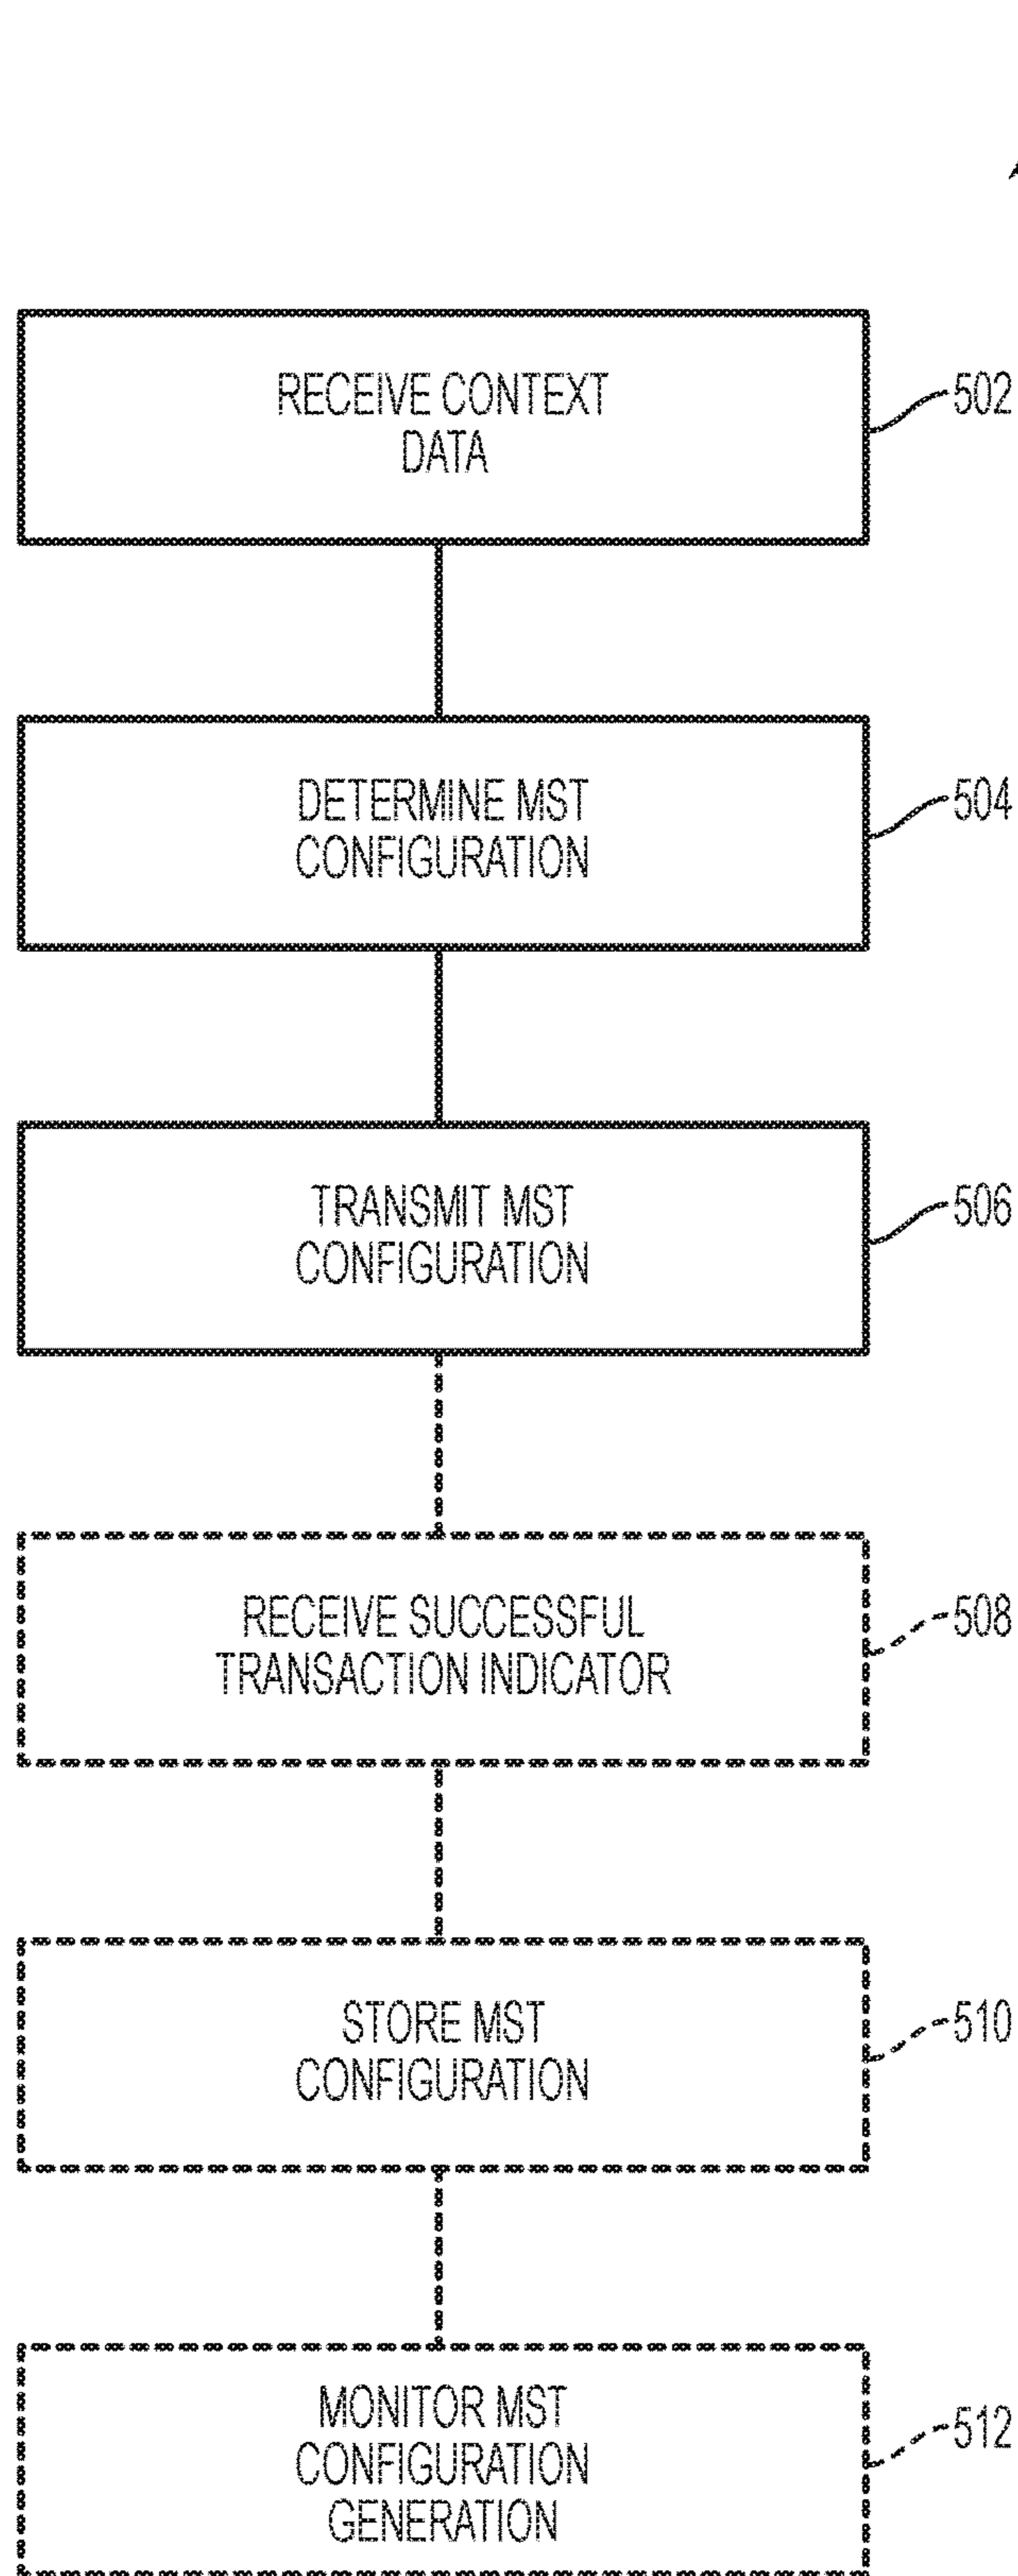 RECEIVE CONTEXT
DATA
502
DETERMINE MST
CONFIGURATION
504
TRANSMIT MST
CONFIGURATION
506
RECEIVE SUCCESSFUL
TRANSACTION INDICATOR
508
STORE MST
CONFIGURATION
510
MONITOR MST
CONFIGURATION
GENERATION
512